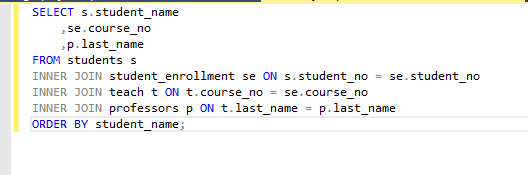 SELECT s.student_name
,se.course_no
,p.last_name
FROM students s
INNER JOIN student_enrollment se ON s.student_no = se.student_no
INNER JOIN teach t ON t.course_no = se.course_no
INNER JOIN professors p ON t.last_name = p.last_name
ORDER BY student_name;